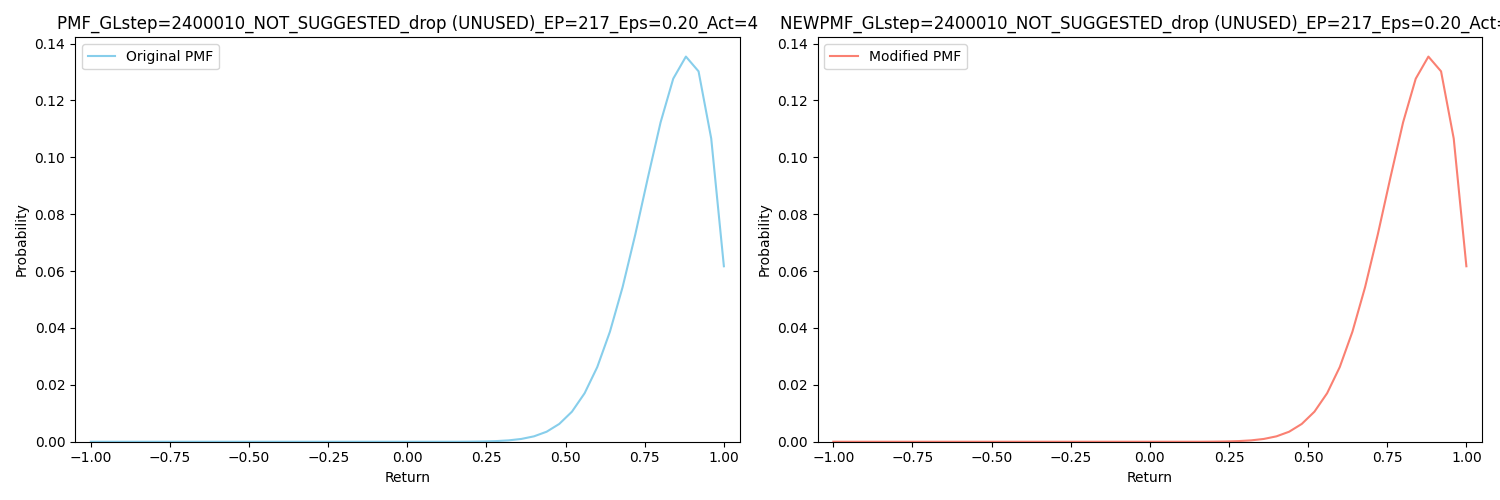 PMF_GLstep=2400010_NOT_SUGGESTED_drop (UNUSED)_EP=217_Eps=0.20_Act=4
Original PMF
0.14
0.12
0.10
0.08
0.06
0.04
0.02
0.00
Probability
−1.00 −0.75 −0.50 −0.25 0.00 0.25 0.50 0.75 1.00
Return
NEWPMF_GLstep=2400010_NOT_SUGGESTED_drop (UNUSED)_EP=217_Eps=0.20_Act=
Modified PMF
0.14
0.12
0.10
0.08
0.06
0.04
0.02
0.00
Probability
−1.00 −0.75 −0.50 −0.25 0.00 0.25 0.50 0.75 1.00
Return